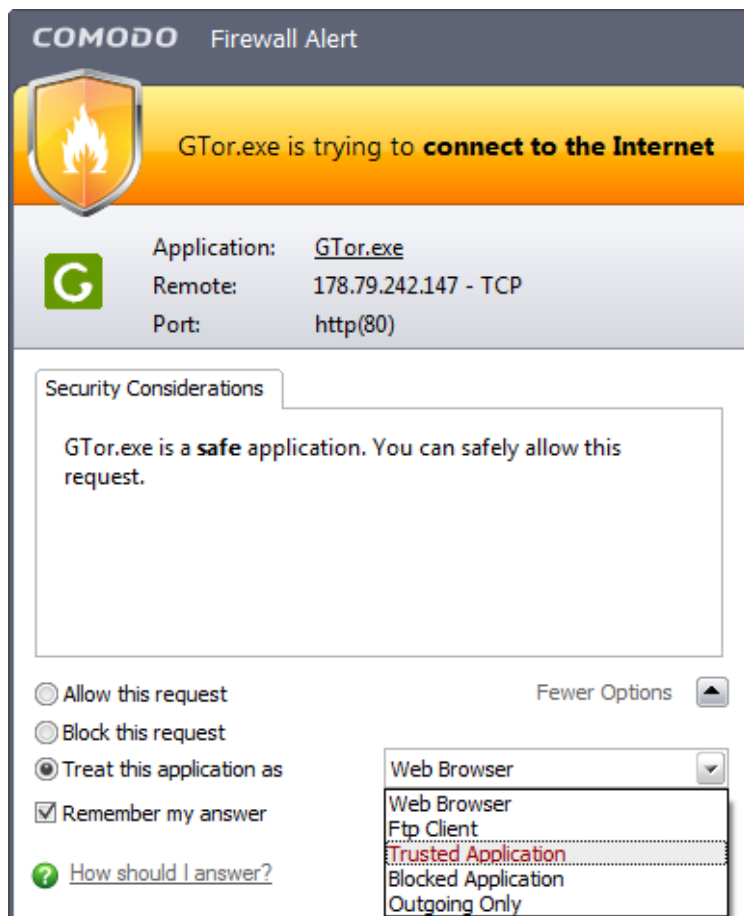 COMODO Firewall Alert
GTor.exe is trying to connect to the Internet
G
Application: GTor.exe
Remote: 178.79.242.147 - TCP
Port: http(80)
Security Considerations
GTor.exe is a safe application. You can safely allow this
request.
Allow this request
Fewer Options
Block this request
Treat this application as
Web Browser
Remember my answer
Web Browser
Ftp Client
Trusted Application
Blocked Application
Outgoing Only
? How should I answer?